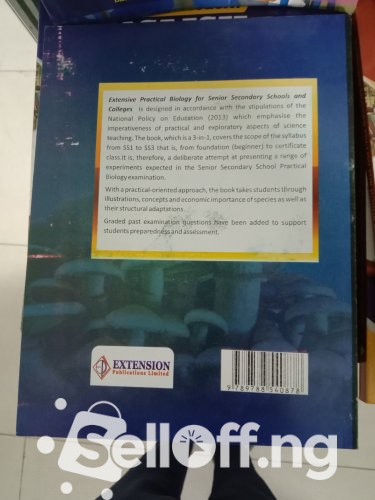 Extensive Practical Biology for Senior Secondary Schools and
Colleges is designed in accordance with the stipulations of the
National Policy on Edutation (2013) which emphasise the
imperativeness of practical and exploratory aspects of science
teaching. The book, which is a 3-in-1, covers the scope of the syllabus
from SS1 to SS3 that is, from foundation (beginner) to certificate
class.It is, therefore, a deliberate attempt at presenting a range of
experiments expected in the Senior Secondary School Practical
Biology examination.
With a practical-oriented approach, the book takes students through
illustrations, concepts and economic importance of species as well as
their structural adaptations.
Graded past examination questions have been added to support
students preparedness and assessment.
EXTENSION
Publications Limited
9 789788 540878
SellOff.ng